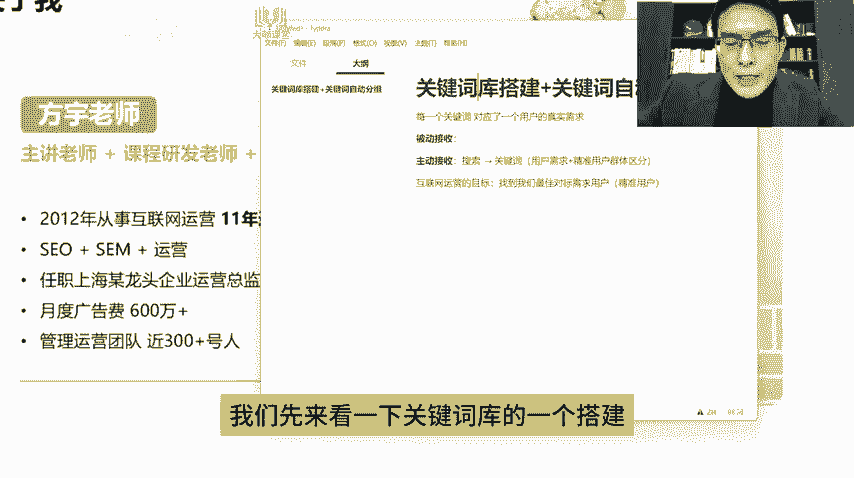 关于我
方宇老师
主讲老师 + 课程研发老师 +
• 2012年从事互联网运营 11年
• SEO + SEM + 运营
• 任职上海某龙头企业运营总监
• 月度广告费 600万+
• 管理运营团队 近300+号人
文件(F) 编辑(E) 段落(P) 格式(O) 视图(V) 主题(T) 帮助(H)
文件 大纲
关键词库搭建+关键词自动分组
关键词库搭建+关键词自
每一个关键词 对应了一个用户的真实需求
被动接收：
主动接收：搜索 → 关键词（用户需求+精准用户群体区分）
互联网运营的目标：找到我们最佳对标需求用户（精准用户）
我们先来看一下关键词库的一个搭建